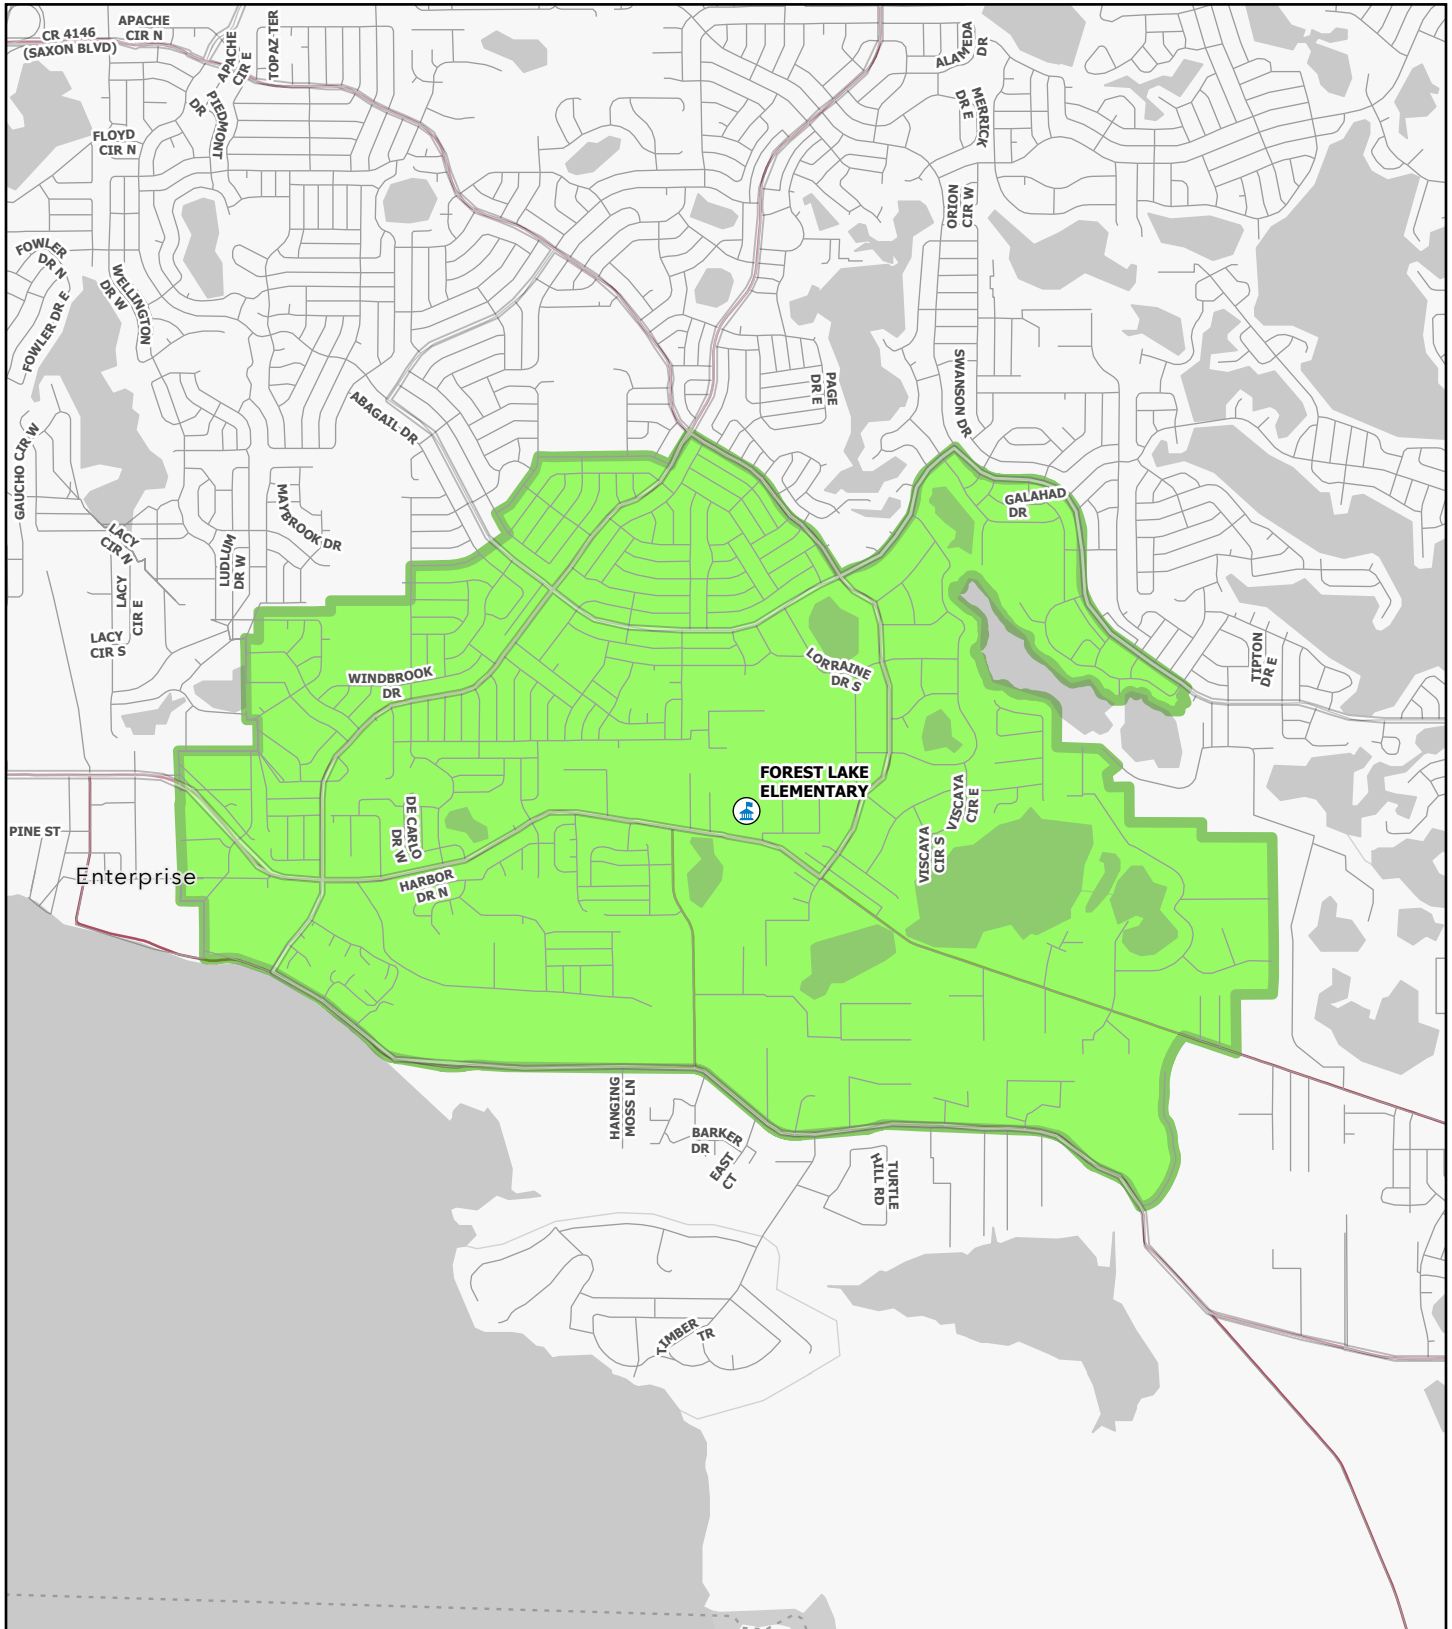 APACHE
CIR N
CR 4146
(SAXON BLVD)
APACHE
CIR E
TOPAZ TER
ALAMEDA
DR
PIEDMONT
DR
MERRICK
DR E
FLOYD
CIR N
ORION
CIR W
FOWLER
DR N
WELLINGTON
DR W
FOWLER DR E
SWANSON DR
PAGE
DR E
ABAGAIL DR
GAUCHO CIR W
GALAHAD
DR
MAYBROOK DR
LACY
CIR N
LUDLUM
DR W
LACY
CIR E
LACY
CIR S
TIPTON
DR E
LORRAINE
DR S
WINDBROOK
DR
FOREST LAKE
ELEMENTARY
VISCAYA
CIR E
DE CARLO
DR W
PINE ST
VISCAYA
CIR S
Enterprise
HARBOR
DR N
HANGING
MOSS LN
BARKER
DR
EAST
CT
TURTLE
HILL RD
TIMBER
TR